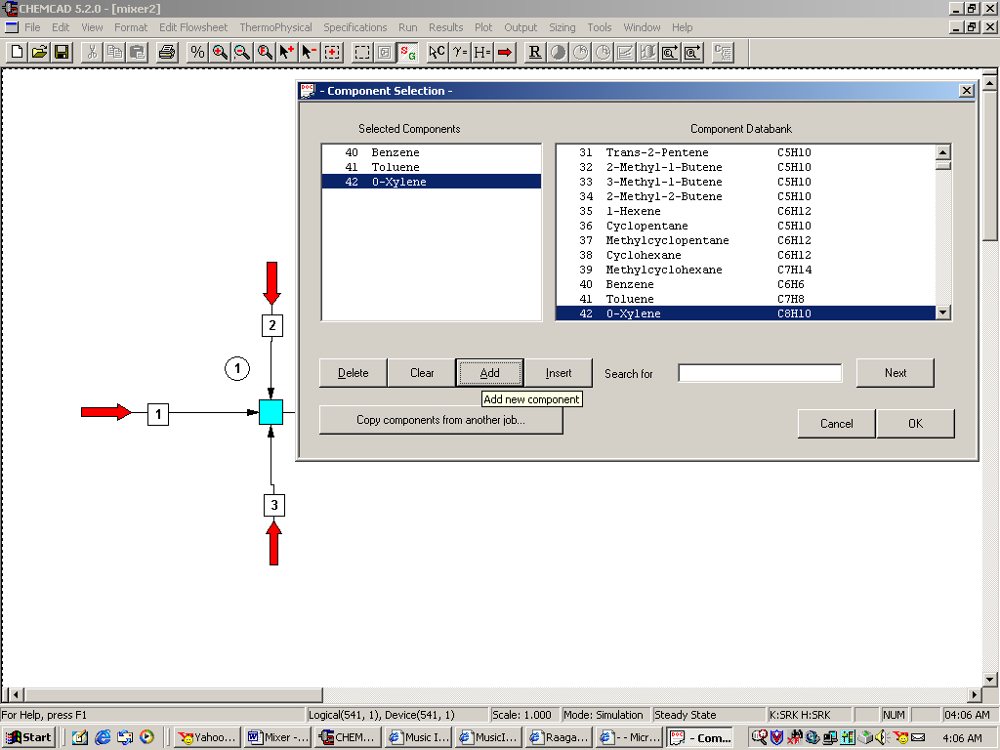 CHEMCAD 5.2.0 - [mixer2]
File Edit View Format Edit Flowsheet ThermoPhysical Specifications Run Results Plot Output Sizing Tools Window Help
% S G C γ= H= R
- Component Selection -
Selected Components
Component Databank
40 Benzene
41 Toluene
42 O-Xylene
31 Trans-2-Pentene C5H10
32 2-Methyl-1-Butene C5H10
33 3-Methyl-1-Butene C5H10
34 2-Methyl-2-Butene C5H10
35 1-Hexene C6H12
36 Cyclopentane C5H10
37 Methylcyclopentane C6H12
38 Cyclohexane C6H12
39 Methylcyclohexane C7H14
40 Benzene C6H6
41 Toluene C7H8
42 O-Xylene C8H10
Delete Clear Add Insert Search for Next
Add new component
Copy components from another job...
Cancel OK
2
1
1
3
For Help, press F1 Logical(541, 1), Device(541, 1) Scale: 1.000 Mode: Simulation Steady State K:SRK H:SRK NUM 04:06 AM
Start Yahoo... Mixer -... CHEM... Music I... MusicI... Raaga... - - Micr... - Com... 4:06 AM